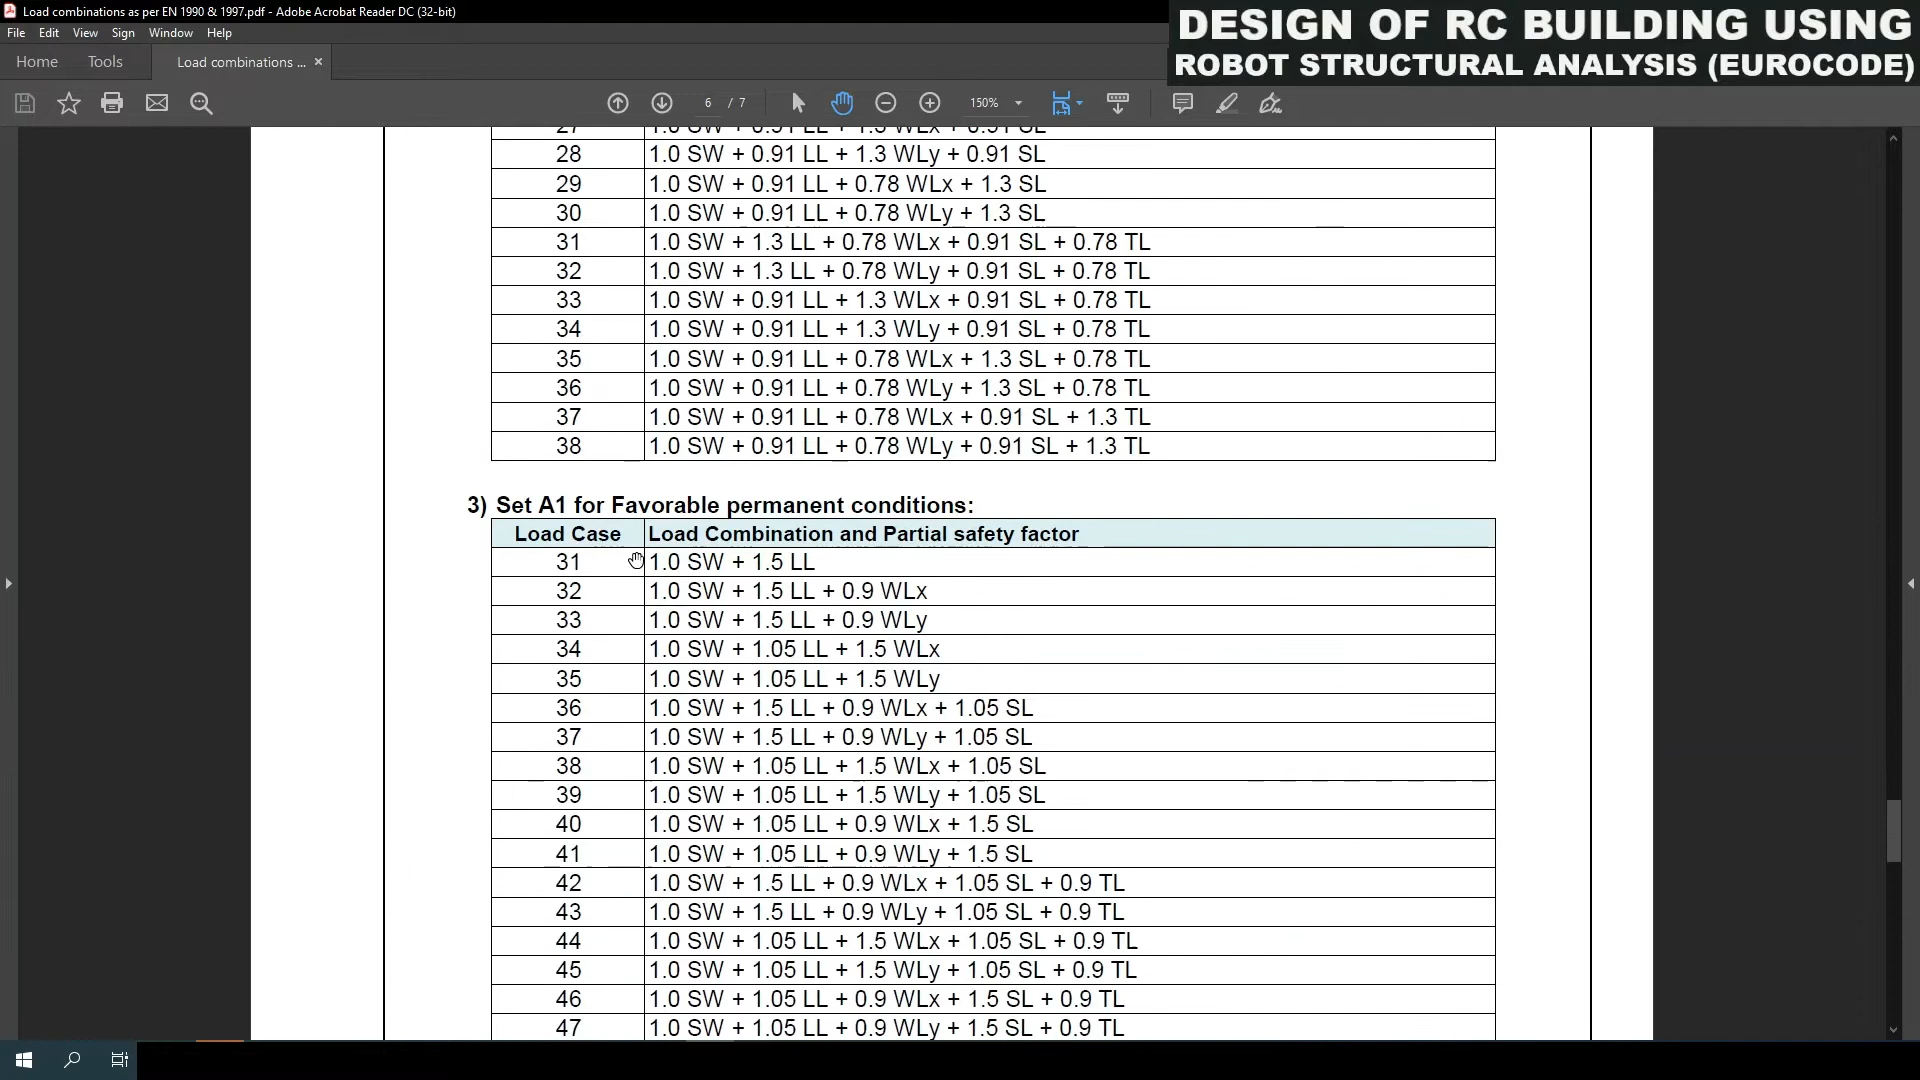 Load combinations as per EN 1990 & 1997.pdf - Adobe Acrobat Reader DC (32-bit)
DESIGN OF RC BUILDING USING
ROBOT STRUCTURAL ANALYSIS (EUROCODE)
File Edit View Sign Window Help
Home Tools Load combinations ... ×
6 / 7 150%
27 1.0 SW + 0.91 LL + 1.3 WLx + 0.91 SL
28 1.0 SW + 0.91 LL + 1.3 WLy + 0.91 SL
29 1.0 SW + 0.91 LL + 0.78 WLx + 1.3 SL
30 1.0 SW + 0.91 LL + 0.78 WLy + 1.3 SL
31 1.0 SW + 1.3 LL + 0.78 WLx + 0.91 SL + 0.78 TL
32 1.0 SW + 1.3 LL + 0.78 WLy + 0.91 SL + 0.78 TL
33 1.0 SW + 0.91 LL + 1.3 WLx + 0.91 SL + 0.78 TL
34 1.0 SW + 0.91 LL + 1.3 WLy + 0.91 SL + 0.78 TL
35 1.0 SW + 0.91 LL + 0.78 WLx + 1.3 SL + 0.78 TL
36 1.0 SW + 0.91 LL + 0.78 WLy + 1.3 SL + 0.78 TL
37 1.0 SW + 0.91 LL + 0.78 WLx + 0.91 SL + 1.3 TL
38 1.0 SW + 0.91 LL + 0.78 WLy + 0.91 SL + 1.3 TL
3) Set A1 for Favorable permanent conditions:
Load Case Load Combination and Partial safety factor
31 1.0 SW + 1.5 LL
32 1.0 SW + 1.5 LL + 0.9 WLx
33 1.0 SW + 1.5 LL + 0.9 WLy
34 1.0 SW + 1.05 LL + 1.5 WLx
35 1.0 SW + 1.05 LL + 1.5 WLy
36 1.0 SW + 1.5 LL + 0.9 WLx + 1.05 SL
37 1.0 SW + 1.5 LL + 0.9 WLy + 1.05 SL
38 1.0 SW + 1.05 LL + 1.5 WLx + 1.05 SL
39 1.0 SW + 1.05 LL + 1.5 WLy + 1.05 SL
40 1.0 SW + 1.05 LL + 0.9 WLx + 1.5 SL
41 1.0 SW + 1.05 LL + 0.9 WLy + 1.5 SL
42 1.0 SW + 1.5 LL + 0.9 WLx + 1.05 SL + 0.9 TL
43 1.0 SW + 1.5 LL + 0.9 WLy + 1.05 SL + 0.9 TL
44 1.0 SW + 1.05 LL + 1.5 WLx + 1.05 SL + 0.9 TL
45 1.0 SW + 1.05 LL + 1.5 WLy + 1.05 SL + 0.9 TL
46 1.0 SW + 1.05 LL + 0.9 WLx + 1.5 SL + 0.9 TL
47 1.0 SW + 1.05 LL + 0.9 WLy + 1.5 SL + 0.9 TL